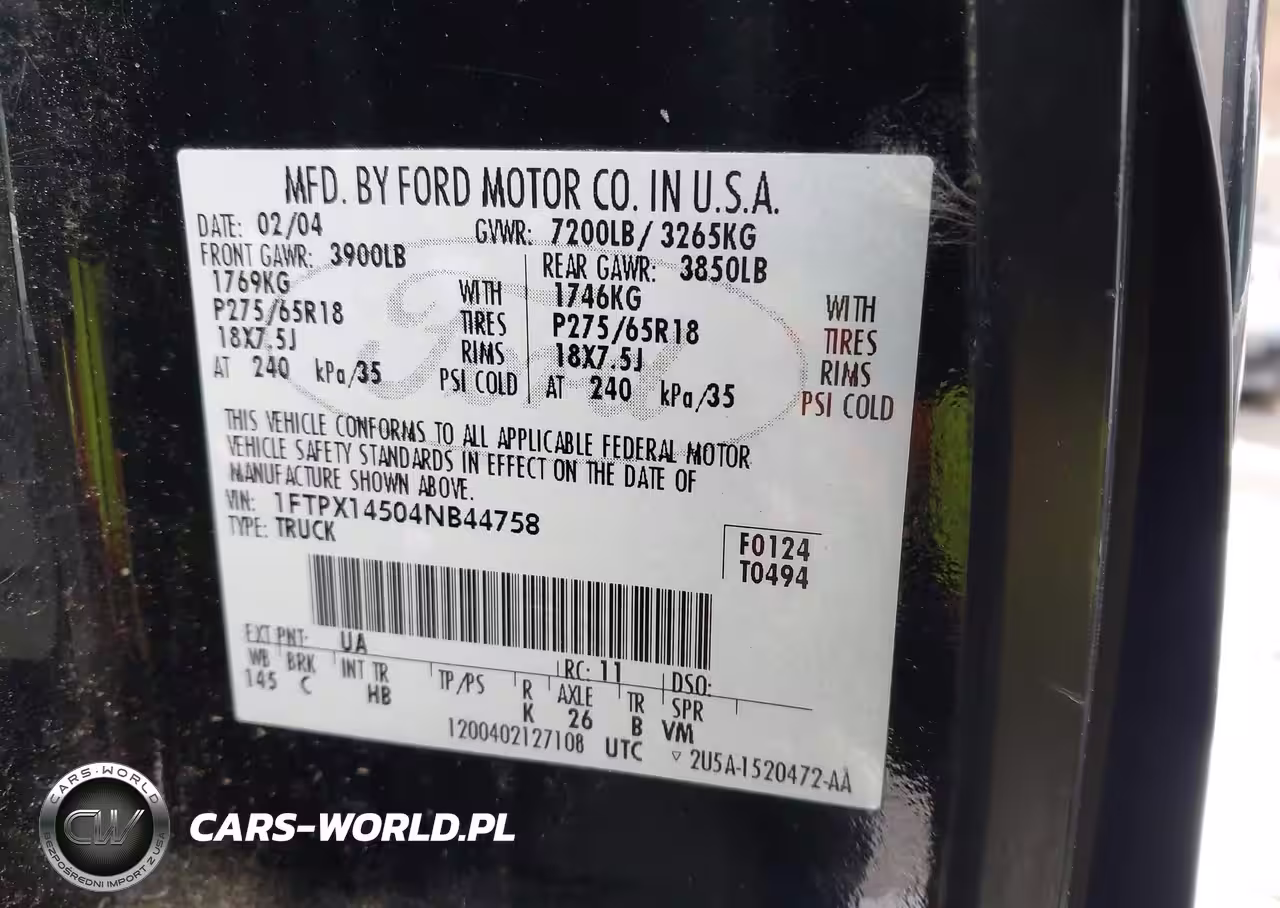 MFD. BY FORD MOTOR CO. IN U.S.A.
DATE: 02/04 GVWR: 7200LB/ 3265KG
FRONT GAWR: 3900LB REAR GAWR: 3850LB
1769KG WITH 1746KG WITH
P275/65R18 TIRES P275/65R18 TIRES
18X7.5J RIMS 18X7.5J RIMS
AT 240 kPa/35 PSI COLD AT 240 kPa/35 PSI COLD
Ford
THIS VEHICLE CONFORMS TO ALL APPLICABLE FEDERAL MOTOR
VEHICLE SAFETY STANDARDS IN EFFECT ON THE DATE OF
MANUFACTURE SHOWN ABOVE.
VIN: 1FTPX14504NB44758
TYPE: TRUCK
F0124
T0494
EXT PNT: UA RC: 11 DSO:
WB BRK INT TR TP/PS R AXLE TR SPR
145 C HB K 26 B VM
1200402127108 UTC ▽ 2U5A-1520472-AA
CARS-WORLD
CW
BEZPOŚREDNI IMPORT Z USA
CARS-WORLD.PL